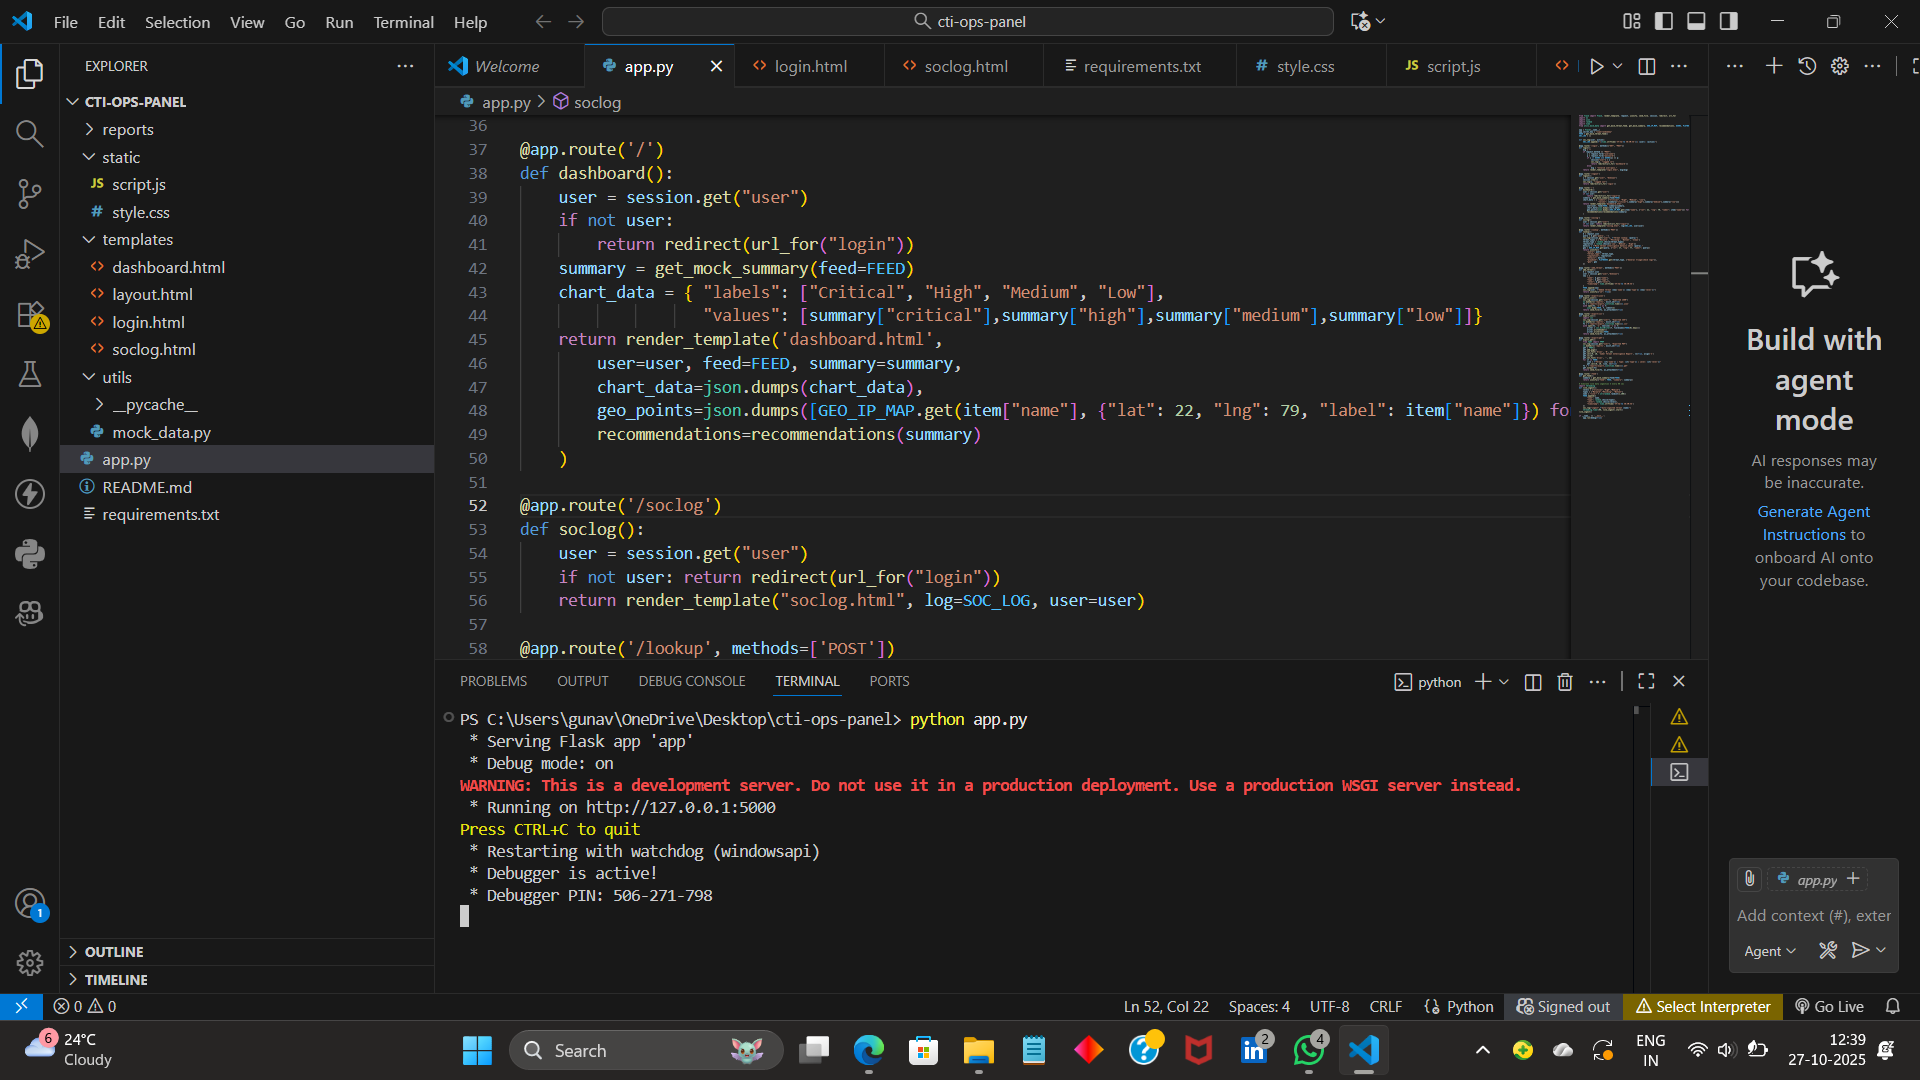 File Edit Selection View Go Run Terminal Help
cti-ops-panel
EXPLORER
CTI-OPS-PANEL
reports
static
JS script.js
# style.css
templates
<> dashboard.html
<> layout.html
<> login.html
<> soclog.html
utils
__pycache__
mock_data.py
app.py
README.md
requirements.txt
OUTLINE
TIMELINE
Welcome app.py <> login.html <> soclog.html requirements.txt # style.css JS script.js <>
app.py > soclog
36
37 @app.route('/')
38 def dashboard():
39 user = session.get("user")
40 if not user:
41 return redirect(url_for("login"))
42 summary = get_mock_summary(feed=FEED)
43 chart_data = { "labels": ["Critical", "High", "Medium", "Low"],
44 "values": [summary["critical"],summary["high"],summary["medium"],summary["low"]]}
45 return render_template('dashboard.html',
46 user=user, feed=FEED, summary=summary,
47 chart_data=json.dumps(chart_data),
48 geo_points=json.dumps([GEO_IP_MAP.get(item["name"], {"lat": 22, "lng": 79, "label": item["name"]}) fo
49 recommendations=recommendations(summary)
50 )
51
52 @app.route('/soclog')
53 def soclog():
54 user = session.get("user")
55 if not user: return redirect(url_for("login"))
56 return render_template("soclog.html", log=SOC_LOG, user=user)
57
58 @app.route('/lookup', methods=['POST'])
PROBLEMS OUTPUT DEBUG CONSOLE TERMINAL PORTS
python
PS C:\Users\gunav\OneDrive\Desktop\cti-ops-panel> python app.py
* Serving Flask app 'app'
* Debug mode: on
WARNING: This is a development server. Do not use it in a production deployment. Use a production WSGI server instead.
* Running on http://127.0.0.1:5000
Press CTRL+C to quit
* Restarting with watchdog (windowsapi)
* Debugger is active!
* Debugger PIN: 506-271-798
Build with
agent
mode
AI responses may
be inaccurate.
Generate Agent
Instructions to
onboard AI onto
your codebase.
app.py
Add context (#), exter
Agent
1
0 0
Ln 52, Col 22 Spaces: 4 UTF-8 CRLF Python Signed out Select Interpreter Go Live
6
24°C
Cloudy
Search
2
4
ENG
IN
12:39
27-10-2025